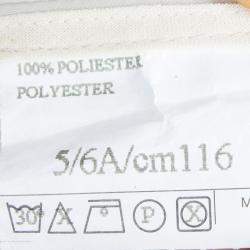 100% POLIESTER
POLYESTER
5/6A/cm116
30° P
M